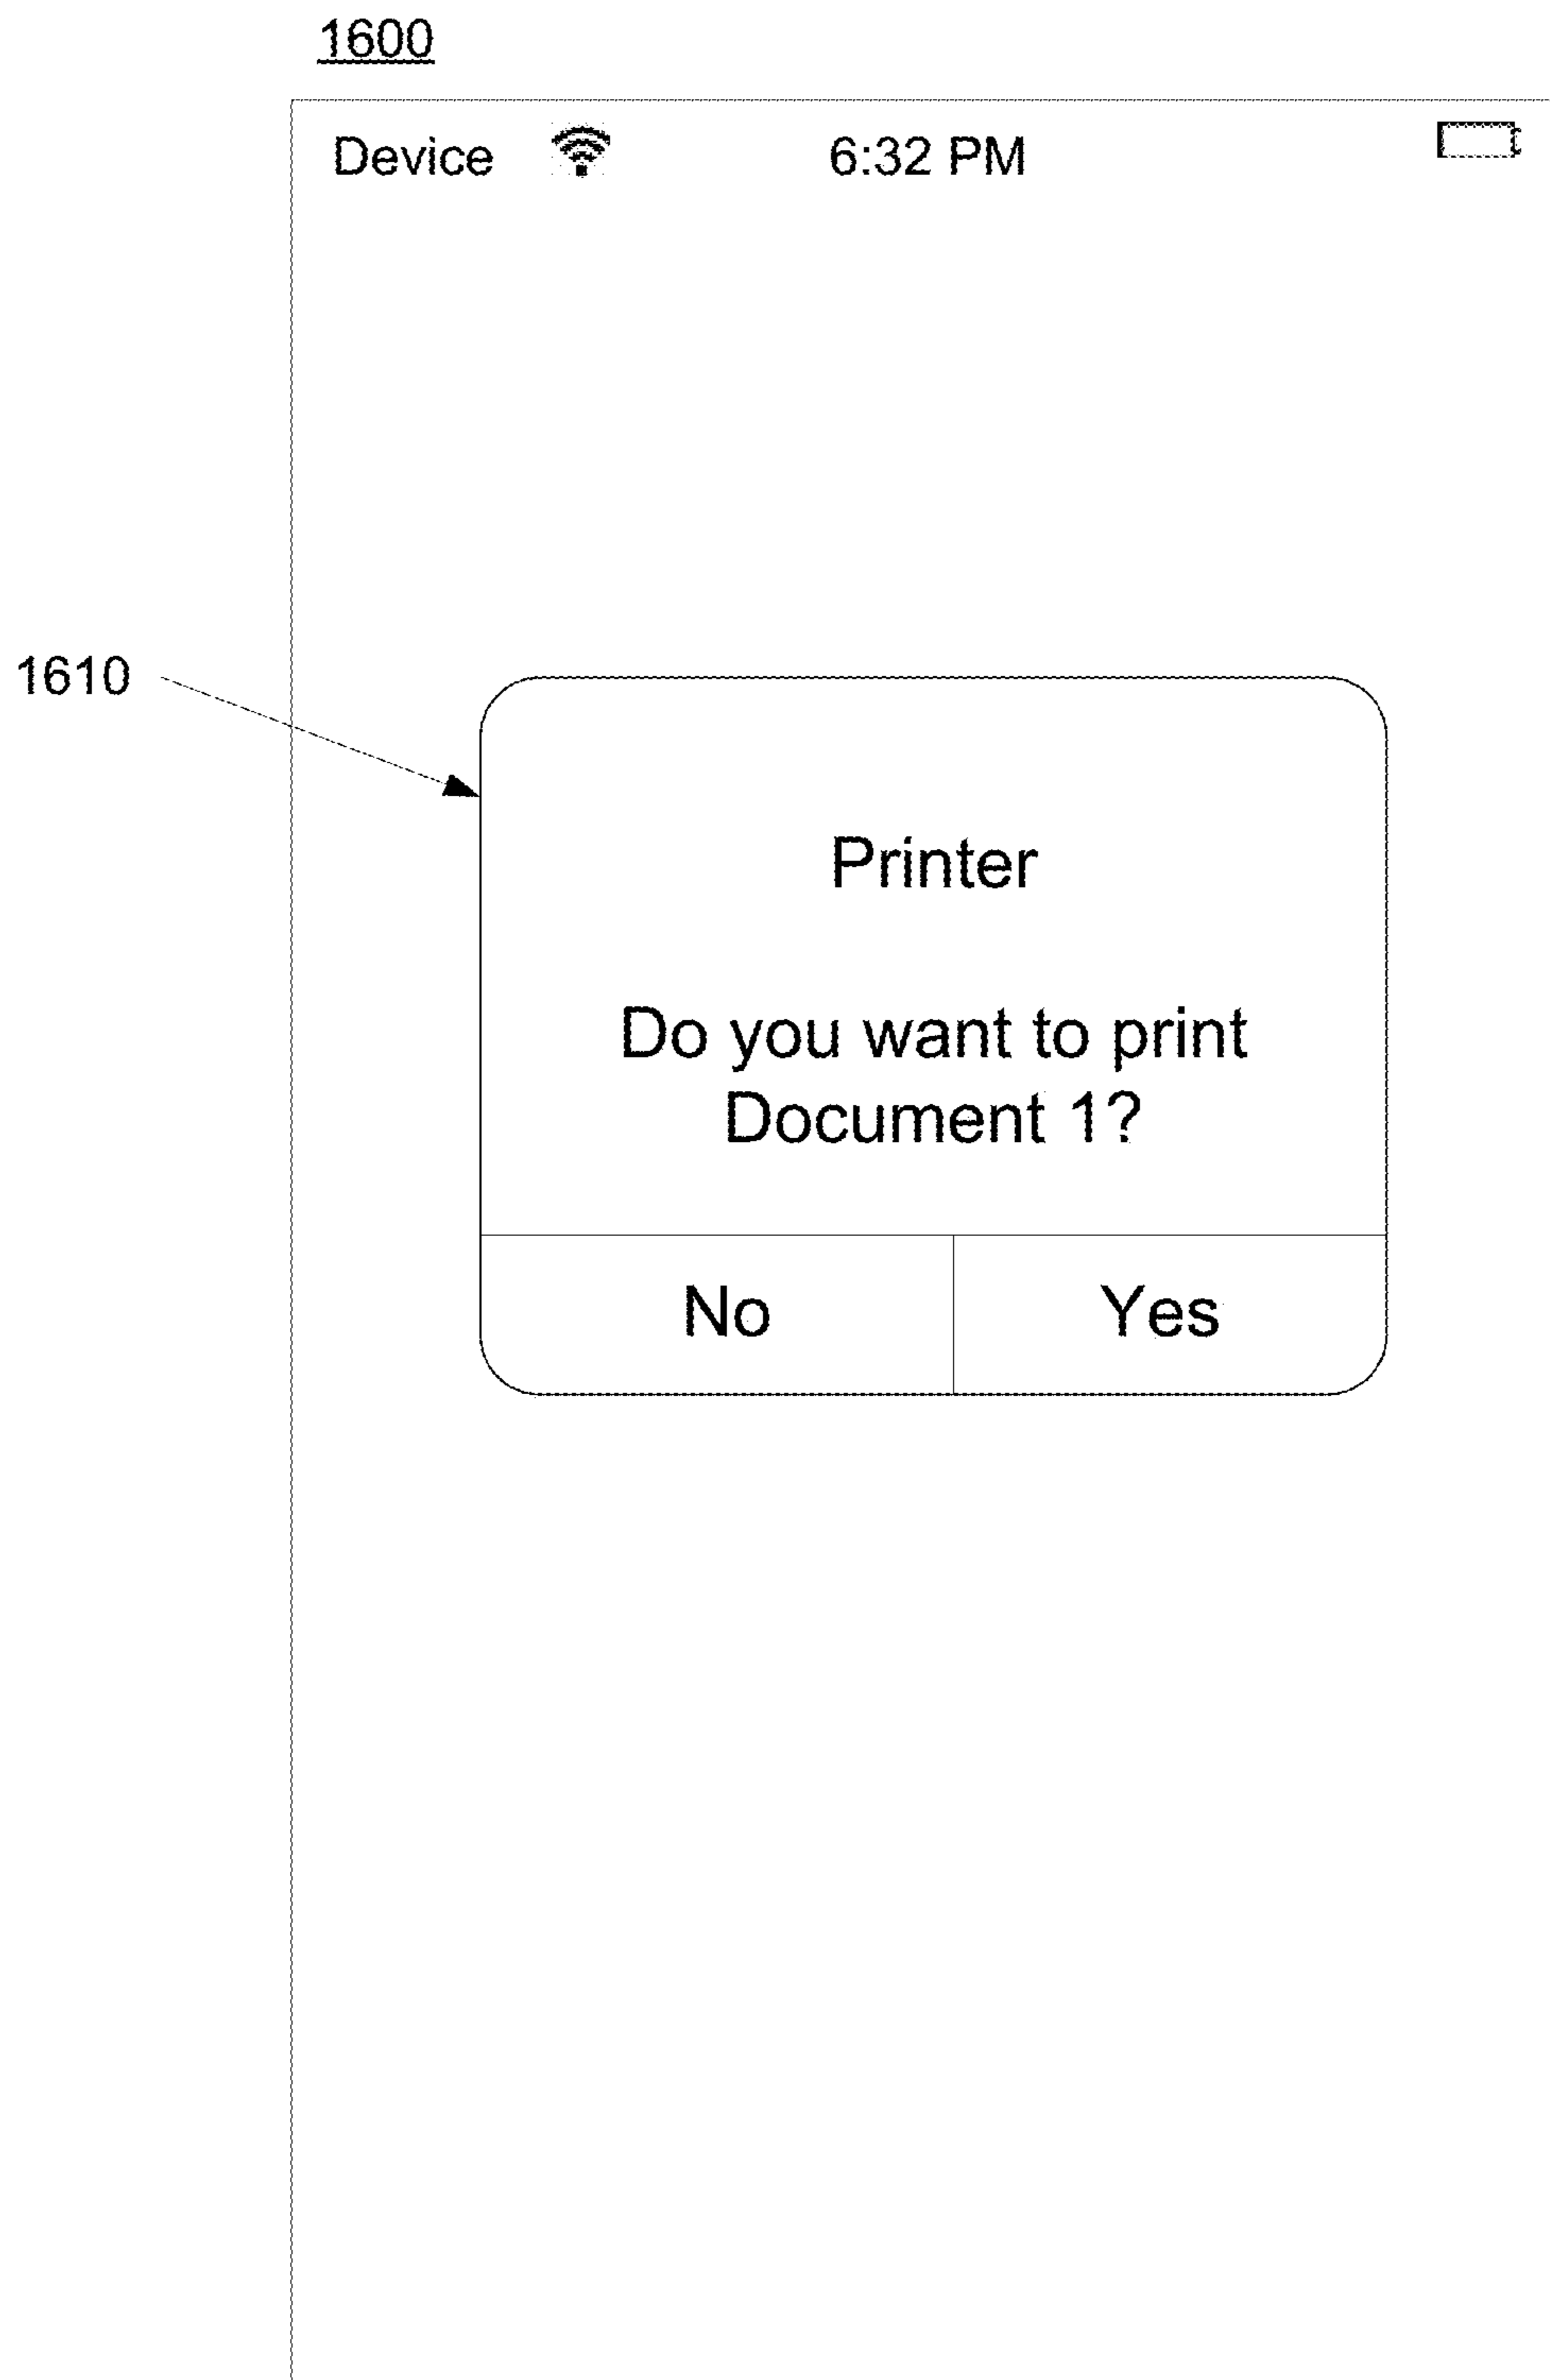 1600
Device 6:32 PM
1610
Printer
Do you want to print
Document 1?
No Yes